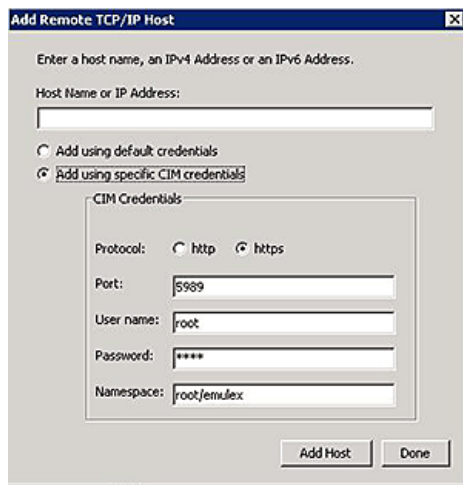 Add Remote TCP/IP Host
Enter a host name, an IPv4 Address or an IPv6 Address.
Host Name or IP Address:
Add using default credentials
Add using specific CIM credentials
CIM Credentials
Protocol: http https
Port: 5989
User name: root
Password: ****
Namespace: root/emulex
Add Host Done